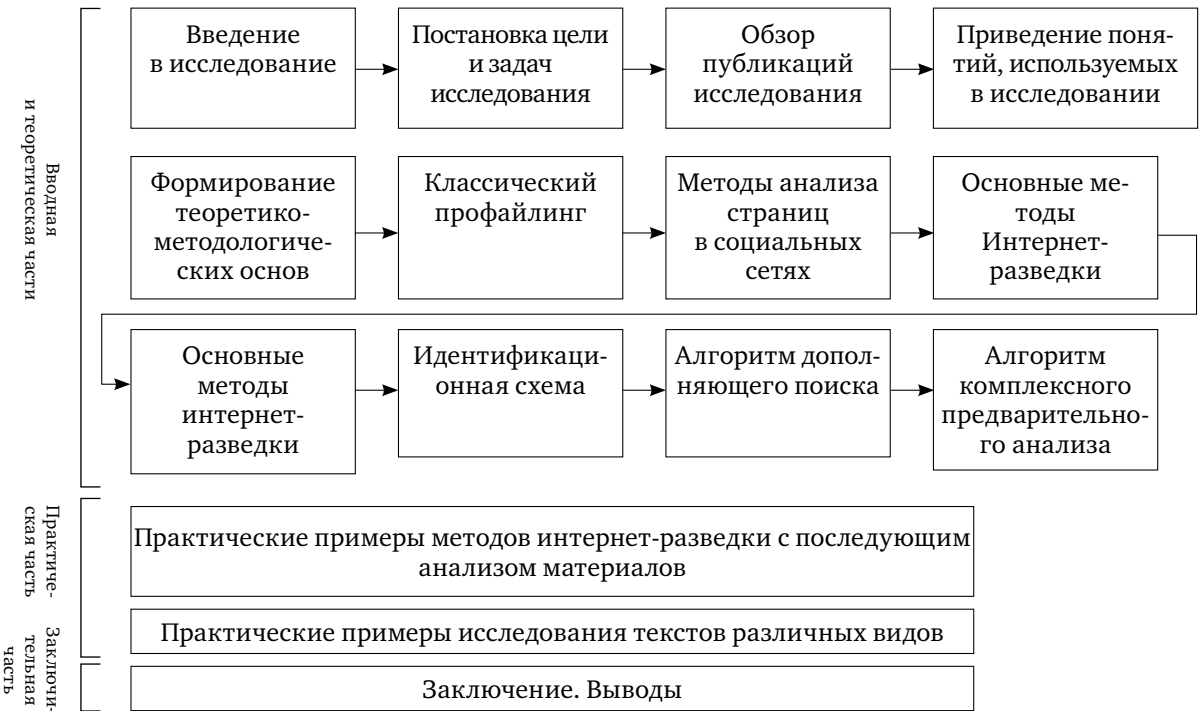 Вводная
и теоретическая части
Введение
в исследование
Постановка цели
и задач
исследования
Обзор
публикаций
исследования
Приведение поня-
тий, используемых
в исследовании
Формирование
теоретико-
методологиче-
ских основ
Классический
профайлинг
Методы анализа
страниц
в социальных
сетях
Основные ме-
тоды
Интернет-
разведки
Основные
методы
интернет-
разведки
Идентификаци-
онная схема
Алгоритм допол-
няющего поиска
Алгоритм
комплексного
предварительно-
го анализа
Практиче-
ская часть
Практические примеры методов интернет-разведки с последующим
анализом материалов
Практические примеры исследования текстов различных видов
Заключи-
тельная
часть
Заключение. Выводы